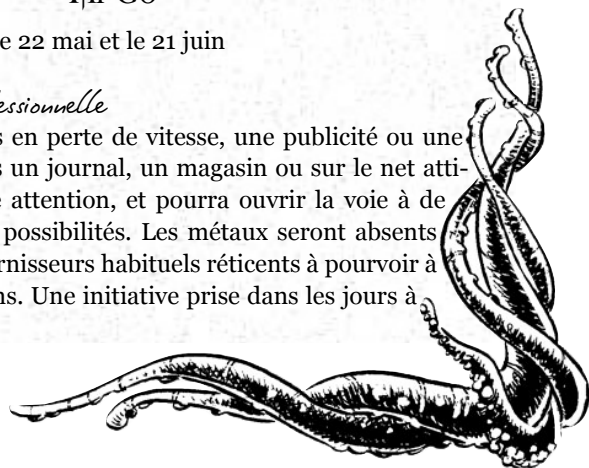 e 22 mai et le 21 juin
essionnelle
s en perte de vitesse, une publicité ou une
s un journal, un magasin ou sur le net atti-
e attention, et pourra ouvrir la voie à de
possibilités. Les métaux seront absents
rnisseurs habituels réticents à pourvoir à
ns. Une initiative prise dans les jours à